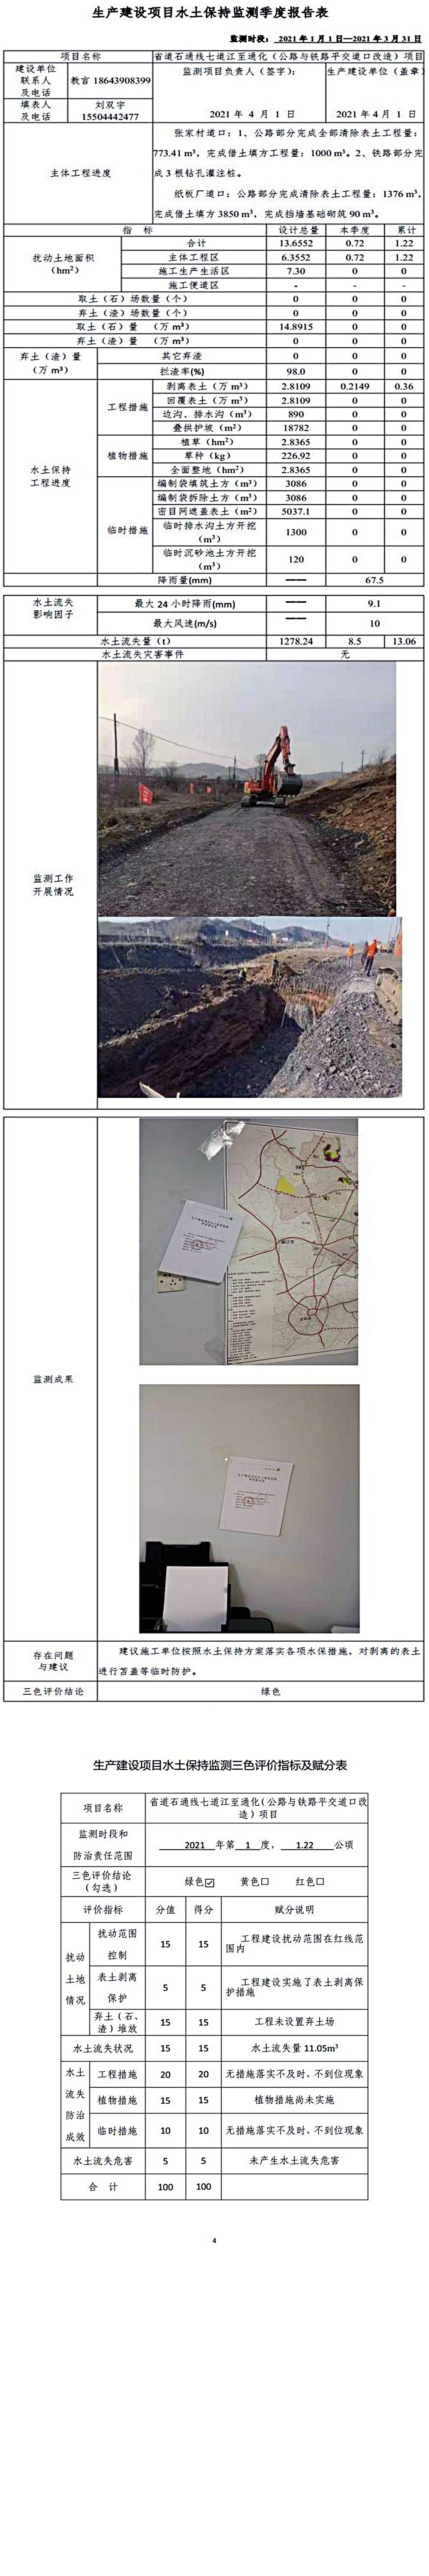 生产建设项目水土保持监测季度报告表
监测时段： 2021 年 1 月 1 日—2021 年 3 月 31 日
项目名称 省道石通线七道江至通化（公路与铁路平交道口改造）项目
建设单位联系人及电话 教言 18643908399 监测项目负责人（签字）： 生产建设单位（盖章）
填表人及电话 刘双宇 15504442477 2021 年 4 月 1 日 2021 年 4 月 1 日
主体工程进度
张家村道口：1、公路部分完成全部清除表土工程量：
773.41 m³，完成借土填方工程量：1000 m³。2、铁路部分完
成 3 根钻孔灌注桩。
纸板厂道口：公路部分完成清除表土工程量：1376 m³，
完成借土填方 3850 m³，完成挡墙基础砌筑 90 m³。
指 标 设计总量 本季度 累计
扰动土地面积（hm²） 合计 13.6552 0.72 1.22
主体工程区 6.3552 0.72 1.22
施工生产生活区 7.30 0 0
施工便道区 - - -
取土（石）场数量（个） 0 0 0
弃土（渣）场数量（个） 0 0 0
取土（石）量 （万 m³） 14.8915 0 0
弃土（渣）量 （万 m³） 0 0 0
弃土（渣）量（万 m³） 其它弃渣 0 0 0
拦渣率(%) 98.0 0 0
水土保持工程进度 工程措施 剥离表土（万 m³） 2.8109 0.2149 0.36
回覆表土（万 m³） 2.8109 0 0
边沟、排水沟（m³） 890 0 0
叠拱护坡（m²） 18782 0 0
植物措施 植草（hm²） 2.8365 0 0
草种（kg） 226.92 0 0
全面整地（hm²） 2.8365 0 0
临时措施 编制袋填筑土方（m³） 3086 0 0
编制袋拆除土方（m³） 3086 0 0
密目网遮盖表土（m²） 5037.1 0 0
临时排水沟土方开挖（m³） 1300 0 0
临时沉砂池土方开挖（m³） 120 0 0
降雨量(mm) —— 67.5
水土流失影响因子 最大 24 小时降雨(mm) —— 9.1
最大风速(m/s) —— 10
水土流失量（t） 1278.24 8.5 13.06
水土流失灾害事件 无
监测工作开展情况
监测成果
存在问题与建议
建议施工单位按照水土保持方案落实各项水保措施，对剥离的表土
进行苫盖等临时防护。
三色评价结论 绿色
生产建设项目水土保持监测三色评价指标及赋分表
项目名称 省道石通线七道江至通化（公路与铁路平交道口改造）项目
监测时段和防治责任范围 2021 年第 1 度， 1.22 公顷
三色评价结论（勾选） 绿色☑ 黄色☐ 红色☐
评价指标 分值 得分 赋分说明
扰动土地情况 扰动范围控制 15 15 工程建设扰动范围在红线范围内
表土剥离保护 5 5 工程建设实施了表土剥离保护措施
弃土（石、渣）堆放 15 15 工程未设置弃土场
水土流失状况 15 15 水土流失量 11.05m³
水土流失防治成效 工程措施 20 20 无措施落实不及时、不到位现象
植物措施 15 15 植物措施尚未实施
临时措施 10 10 无措施落实不及时、不到位现象
水土流失危害 5 5 未产生水土流失危害
合 计 100 100
4